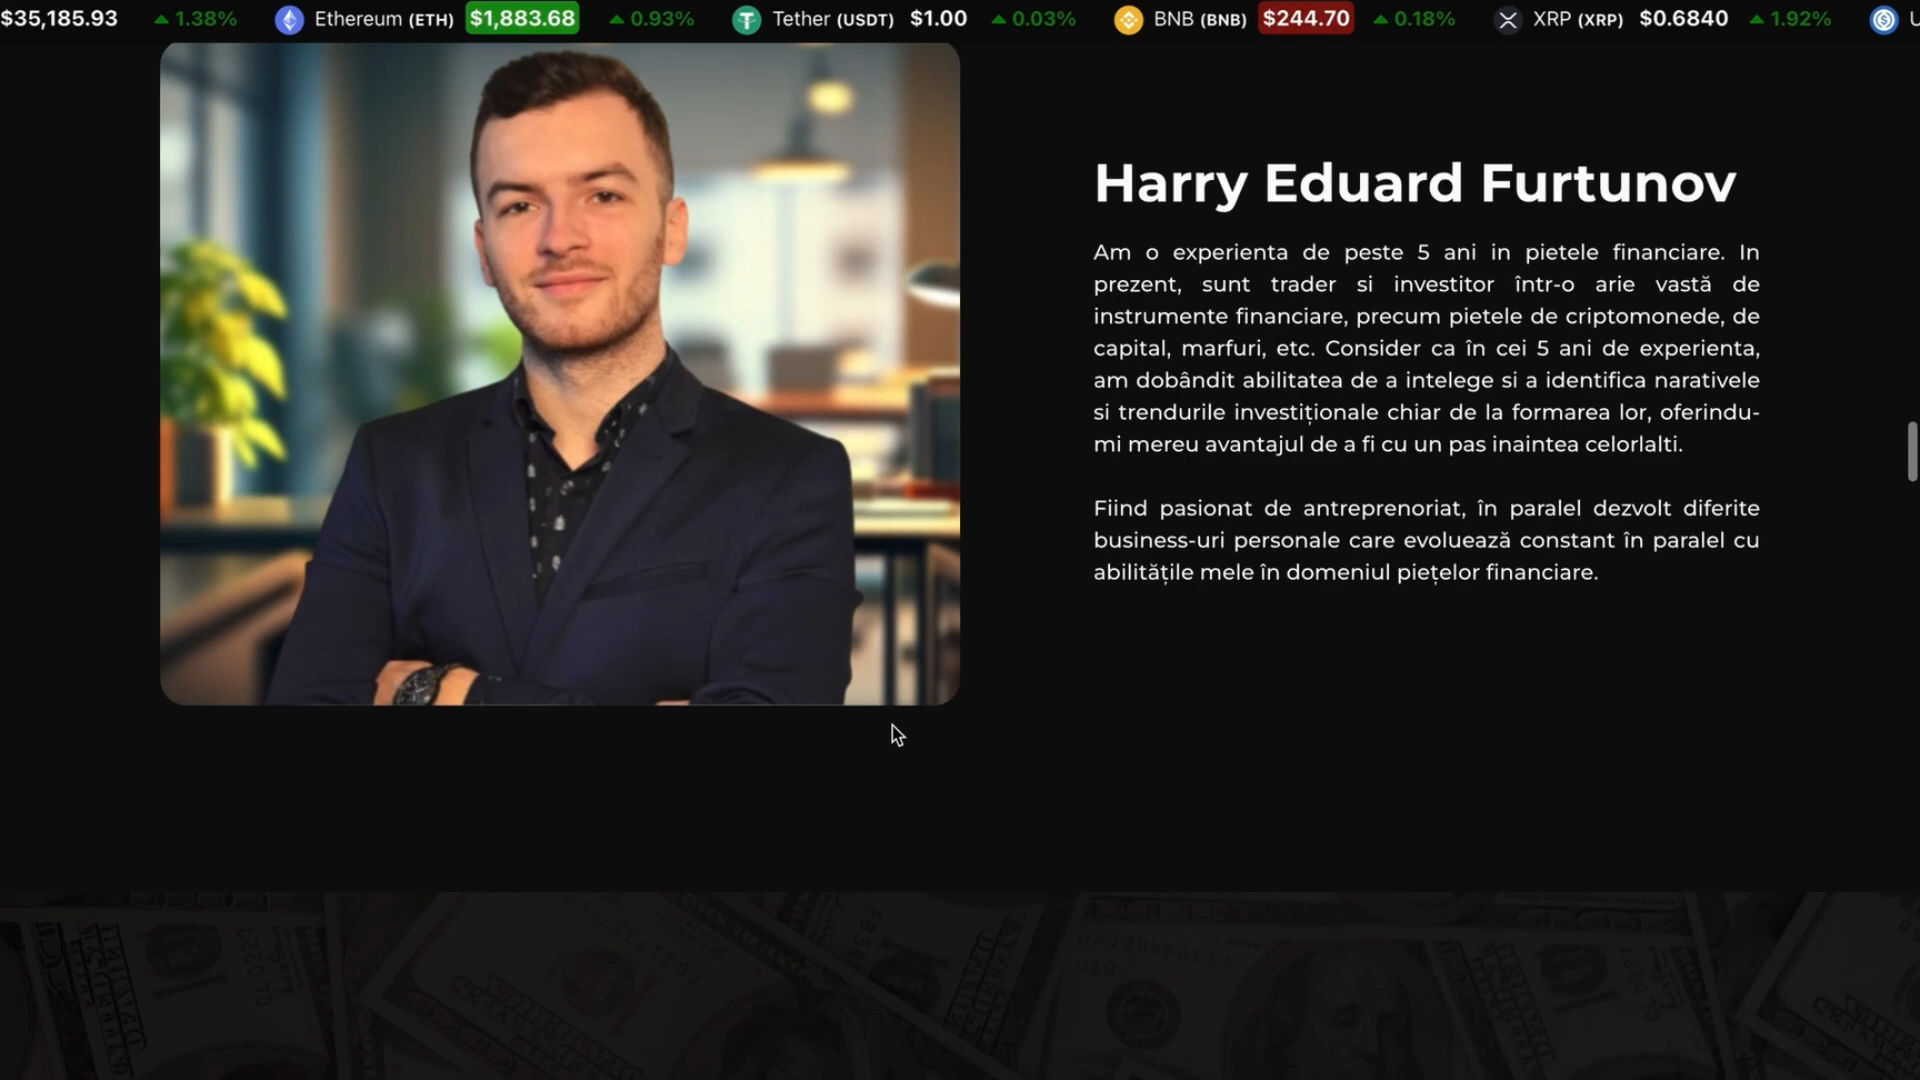 $35,185.93 1.38% Ethereum (ETH) $1,883.68 0.93% Tether (USDT) $1.00 0.03% BNB (BNB) $244.70 0.18% XRP (XRP) $0.6840 1.92%
Harry Eduard Furtunov
Am o experienta de peste 5 ani in pietele financiare. In
prezent, sunt trader si investitor într-o arie vastă de
instrumente financiare, precum pietele de criptomonede, de
capital, marfuri, etc. Consider ca în cei 5 ani de experienta,
am dobândit abilitatea de a intelege si a identifica narativele
si trendurile investiționale chiar de la formarea lor, oferindu-
mi mereu avantajul de a fi cu un pas inaintea celorlalti.
Fiind pasionat de antreprenoriat, în paralel dezvolt diferite
business-uri personale care evoluează constant în paralel cu
abilitățile mele în domeniul piețelor financiare.